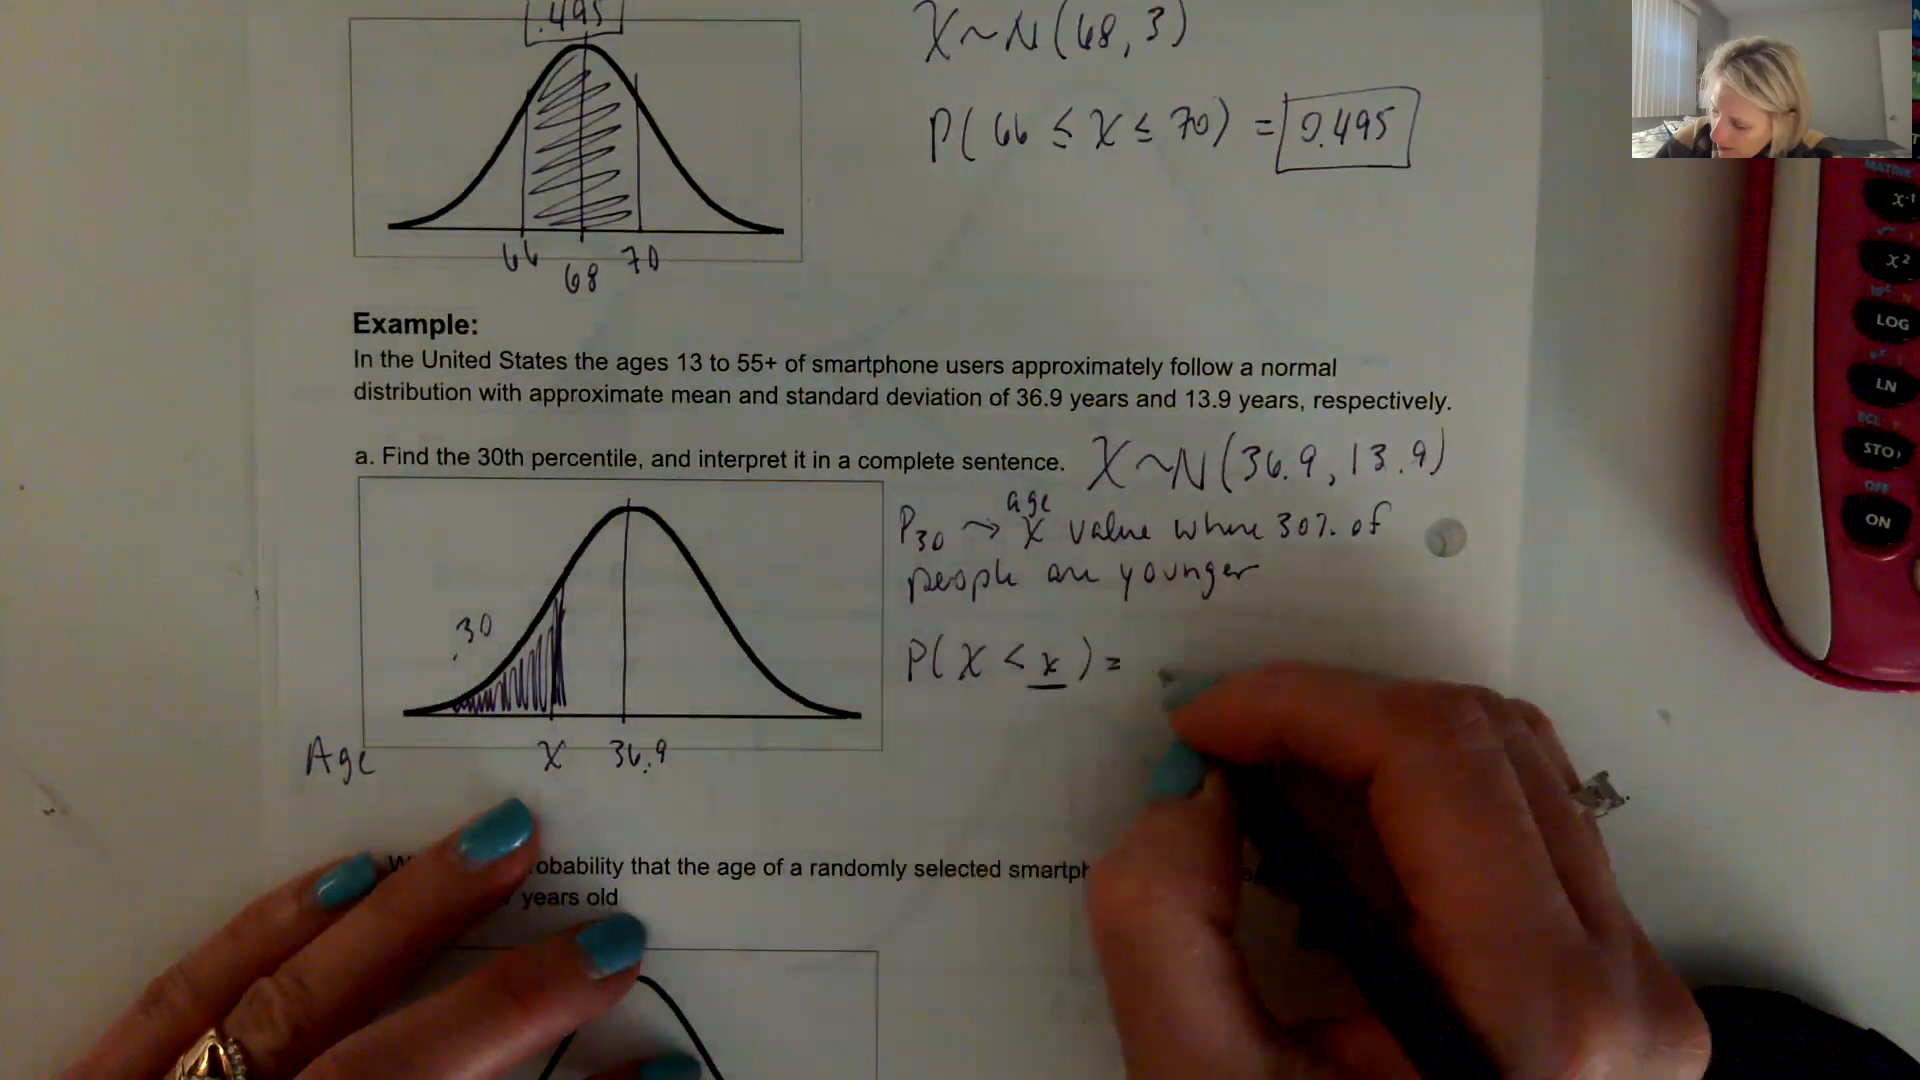 .495
X~N(68,3)
P(66 ≤ X ≤ 70) = 0.495
66 68 70
Example:
In the United States the ages 13 to 55+ of smartphone users approximately follow a normal
distribution with approximate mean and standard deviation of 36.9 years and 13.9 years, respectively.
a. Find the 30th percentile, and interpret it in a complete sentence.
X~N(36.9,13.9)
age
P30 → X value where 30% of
people are younger
.30
P(X < x) =
Age X 36.9
obability that the age of a randomly selected smartph
years old
MATRIX
x-1
x2
LOG
LN
STO›
OFF
ON